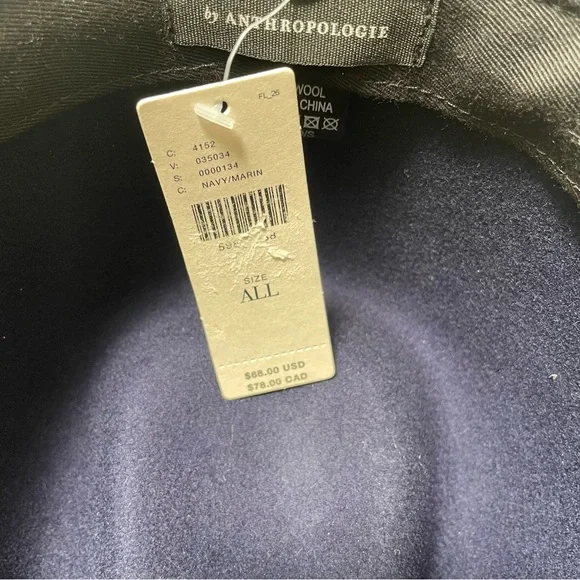 by ANTHROPOLOGIE
WOOL
CHINA
FL_26
C: 4152
V: 035034
S: 0000134
C: NAVY/MARIN
SIZE
ALL
$68.00 USD
$78.00 CAD